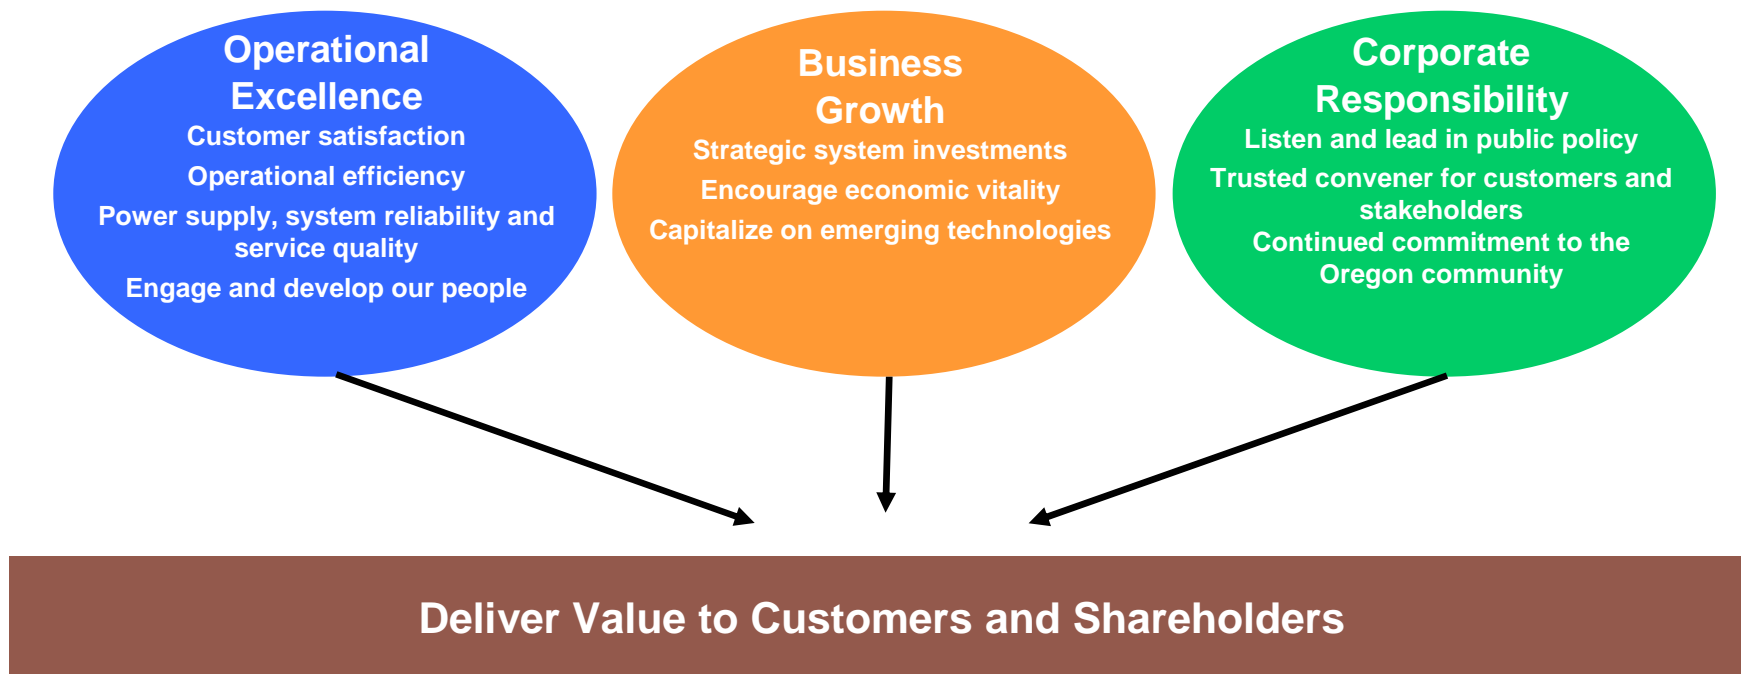 Operational
Excellence
Customer satisfaction
Operational efficiency
Power supply, system reliability and
service quality
Engage and develop our people
Business
Growth
Strategic system investments
Encourage economic vitality
Capitalize on emerging technologies
Corporate
Responsibility
Listen and lead in public policy
Trusted convener for customers and
stakeholders
Continued commitment to the
Oregon community
Deliver Value to Customers and Shareholders